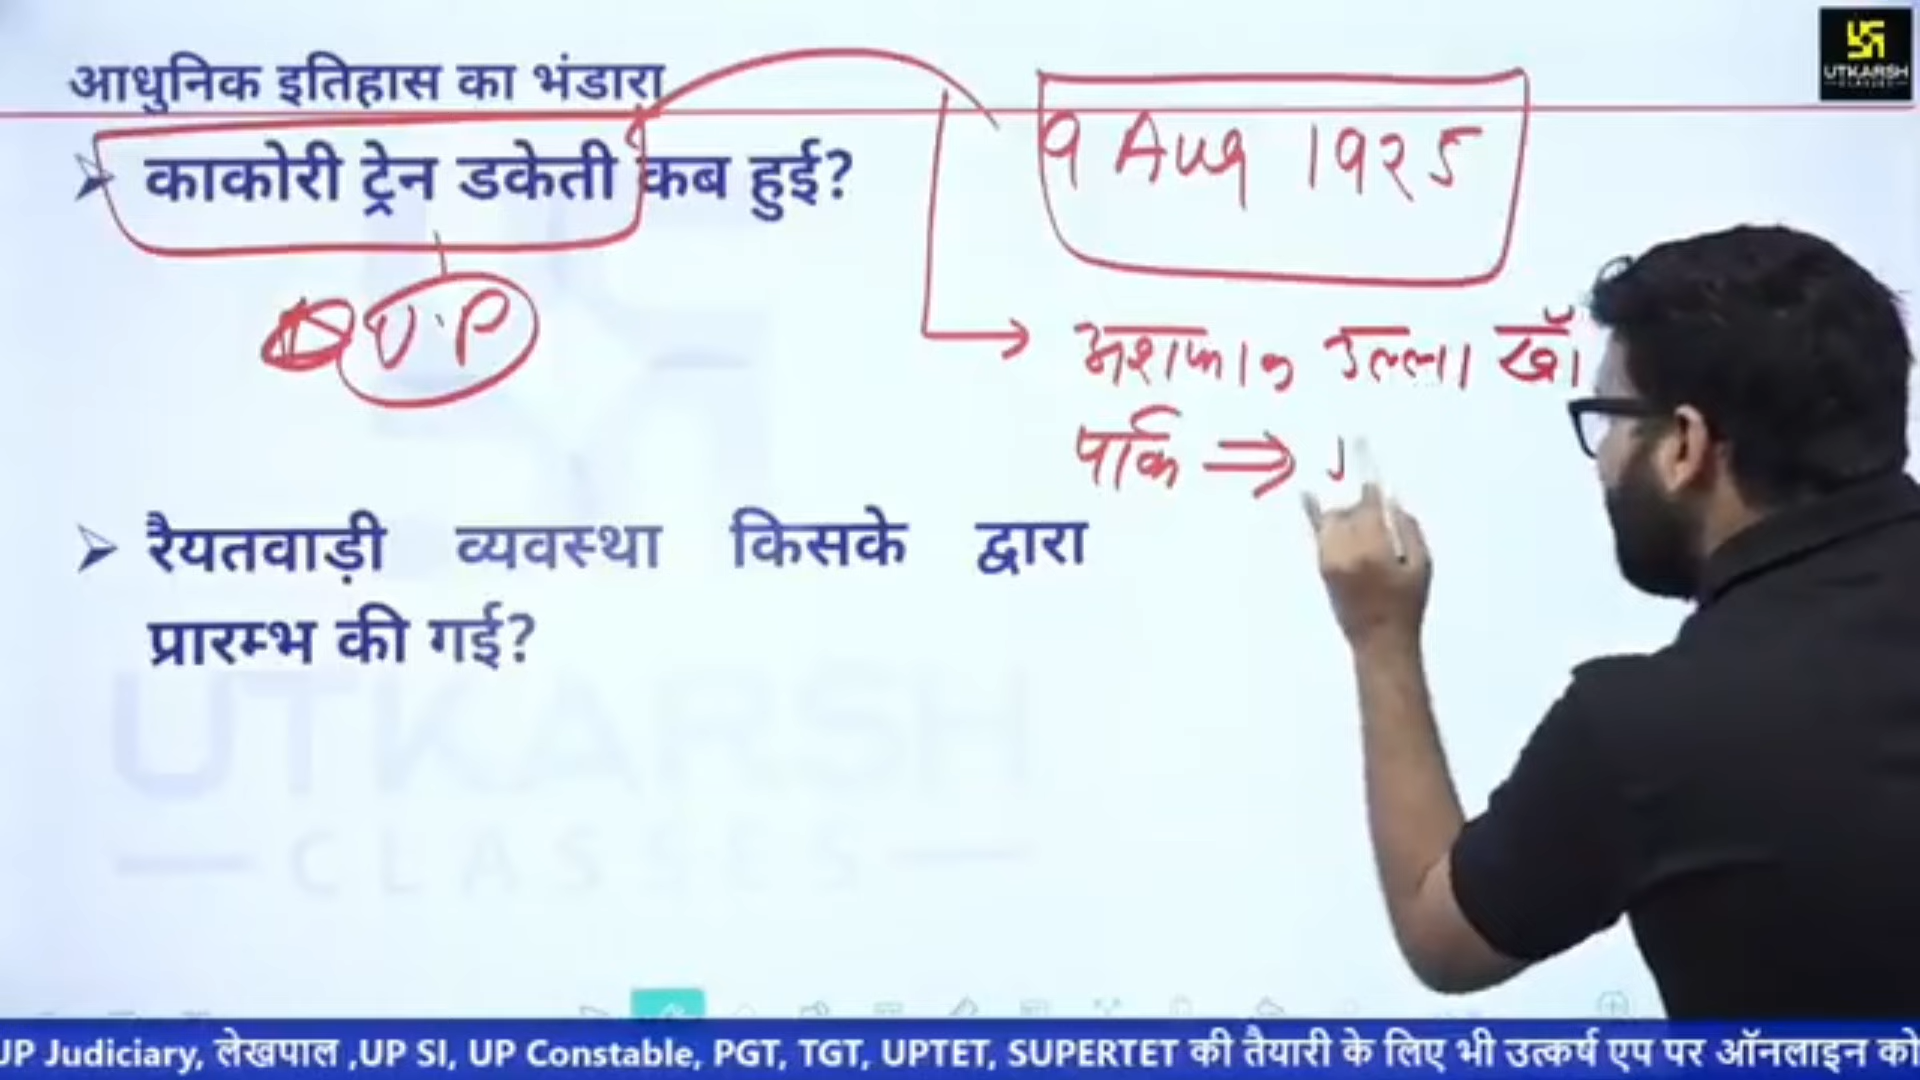 आधुनिक इतिहास का भंडारा
UTKARSH
CLASSES
काकोरी ट्रेन डकेती कब हुई?
9 Aug 1925
U.P
अशफाक उल्ला खाँ
पार्क ⇒
रैयतवाड़ी व्यवस्था किसके द्वारा
प्रारम्भ की गई?
UTKARSH
CLASSES
UP Judiciary, लेखपाल ,UP SI, UP Constable, PGT, TGT, UPTET, SUPERTET की तैयारी के लिए भी उत्कर्ष एप पर ऑनलाइन को